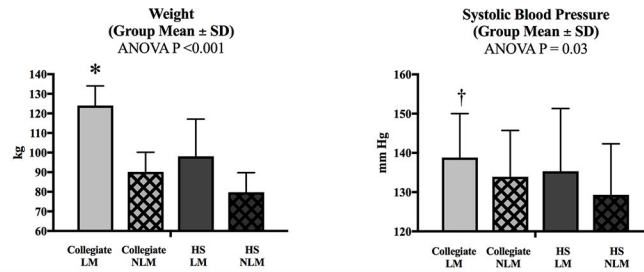 Weight
(Group Mean ± SD)
ANOVA P <0.001
*
140
130
120
110
100
90
80
70
60
kg
Collegiate LM
Collegiate NLM
HS LM
HS NLM
Systolic Blood Pressure
(Group Mean ± SD)
ANOVA P = 0.03
†
160
150
140
130
120
mm Hg
Collegiate LM
Collegiate NLM
HS LM
HS NLM